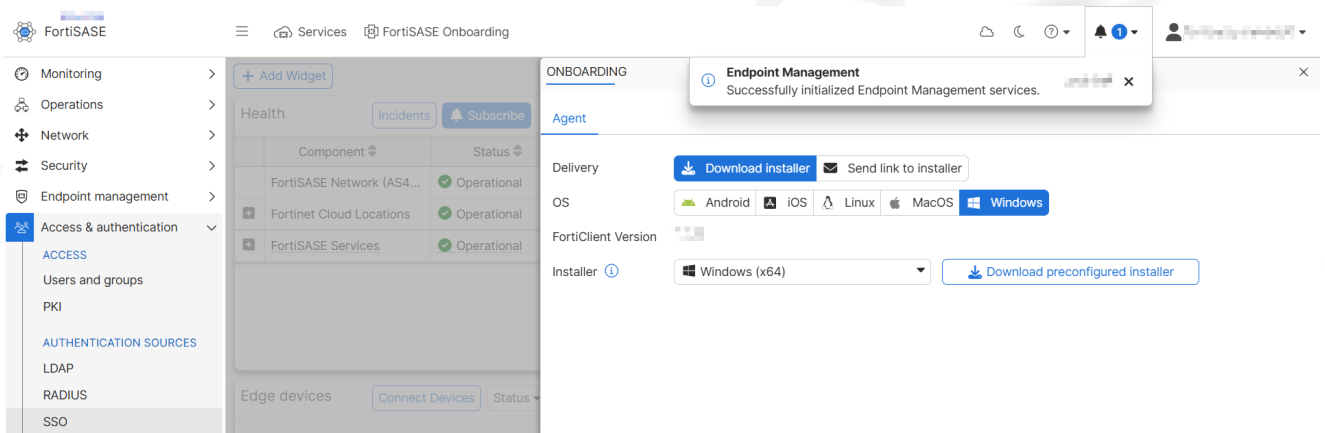 FortiSASE
Services
FortiSASE Onboarding
1
Monitoring
Operations
Network
Security
Endpoint management
Access & authentication
ACCESS
Users and groups
PKI
AUTHENTICATION SOURCES
LDAP
RADIUS
SSO
Add Widget
Health
Incidents
Subscribe
Component
Status
FortiSASE Network (AS4...
Operational
Fortinet Cloud Locations
Operational
FortiSASE Services
Operational
Edge devices
Connect Devices
Status
ONBOARDING
Endpoint Management
Successfully initialized Endpoint Management services.
Agent
Delivery
Download installer
Send link to installer
OS
Android
iOS
Linux
MacOS
Windows
FortiClient Version
Installer
Windows (x64)
Download preconfigured installer